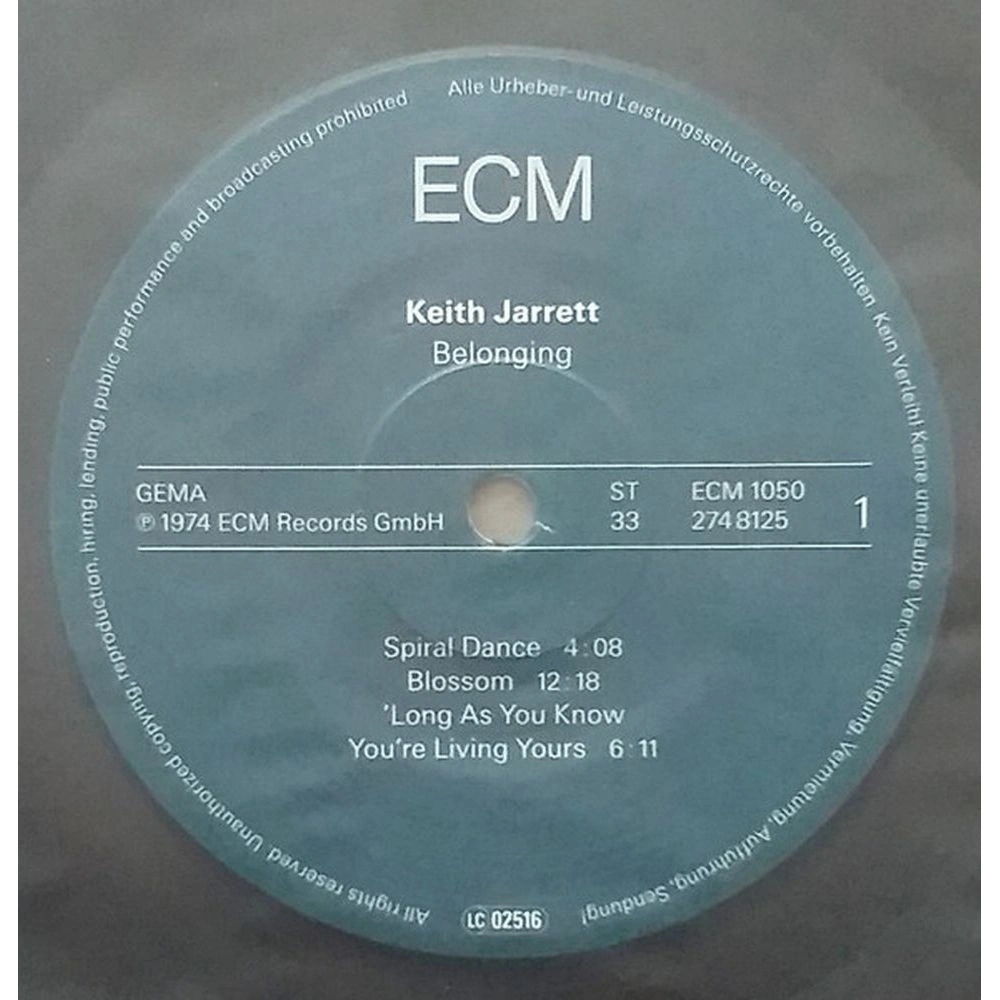 Alle Urheber- und Leistungsschutzrechte vorbehalten. Kein Verleih! Keine unerlaubte Vervielfältigung, Vermietung, Aufführung, Sendung!
ECM
Keith Jarrett
Belonging
GEMA ST ECM 1050
℗ 1974 ECM Records GmbH 33 274 8125 1
Spiral Dance 4:08
Blossom 12:18
'Long As You Know
You're Living Yours 6:11
LC 02516
All rights reserved. Unauthorized copying, reproduction, hiring, lending, public performance and broadcasting prohibited